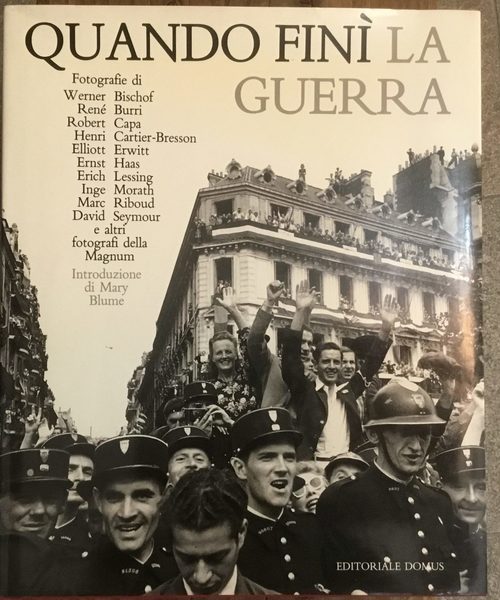 QUANDO FINÌ LA
GUERRA
Fotografie di
Werner Bischof
René Burri
Robert Capa
Henri Cartier-Bresson
Elliott Erwitt
Ernst Haas
Erich Lessing
Inge Morath
Marc Riboud
David Seymour
e altri
fotografi della
Magnum
Introduzione
di Mary
Blume
EDITORIALE DOMUS